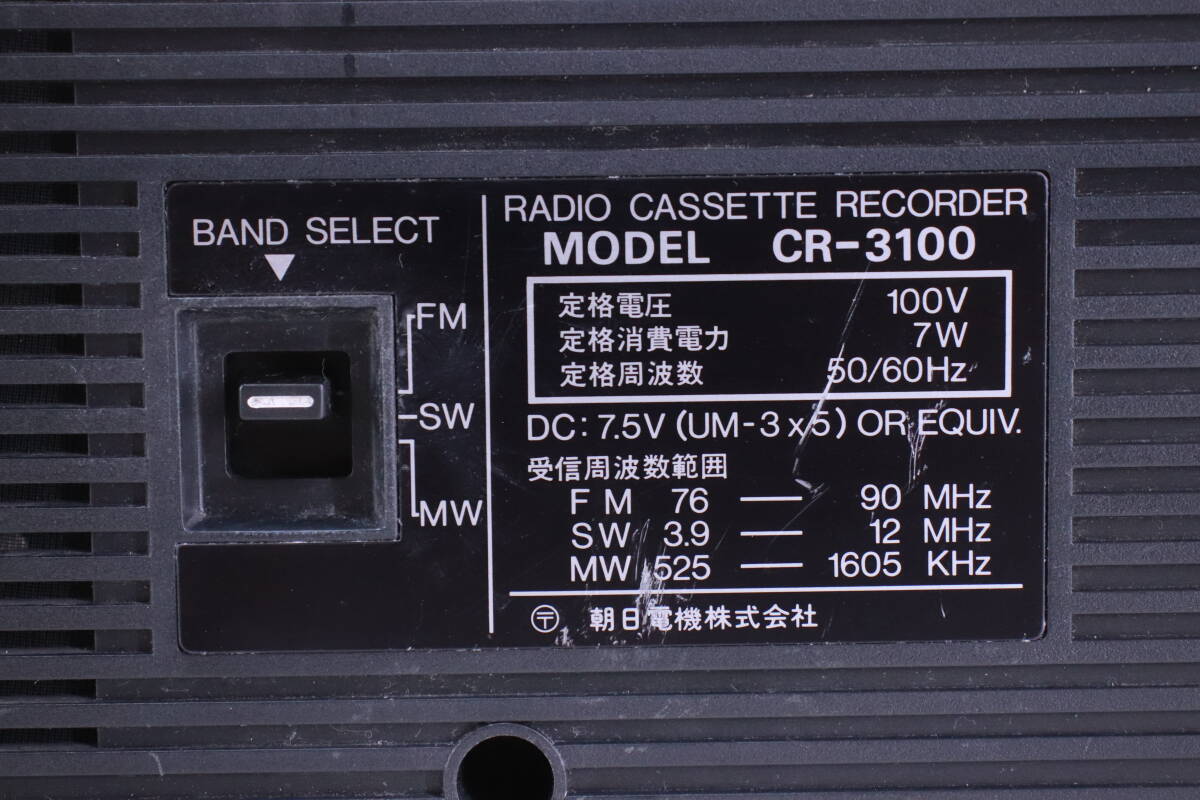 BAND SELECT
FM
SW
MW
RADIO CASSETTE RECORDER
MODEL CR-3100
定格電圧 100V
定格消費電力 7W
定格周波数 50/60Hz
DC: 7.5V (UM-3x5) OR EQUIV.
受信周波数範囲
FM 76 — 90 MHz
SW 3.9 — 12 MHz
MW 525 — 1605 KHz
〶 朝日電機株式会社